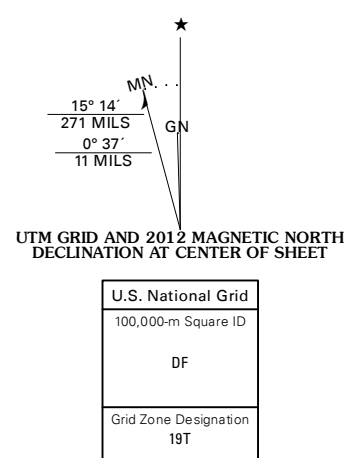 ★
MN
15° 14´
271 MILS
GN
0° 37´
11 MILS
UTM GRID AND 2012 MAGNETIC NORTH
DECLINATION AT CENTER OF SHEET
U.S. National Grid
100,000-m Square ID
DF
Grid Zone Designation
19T